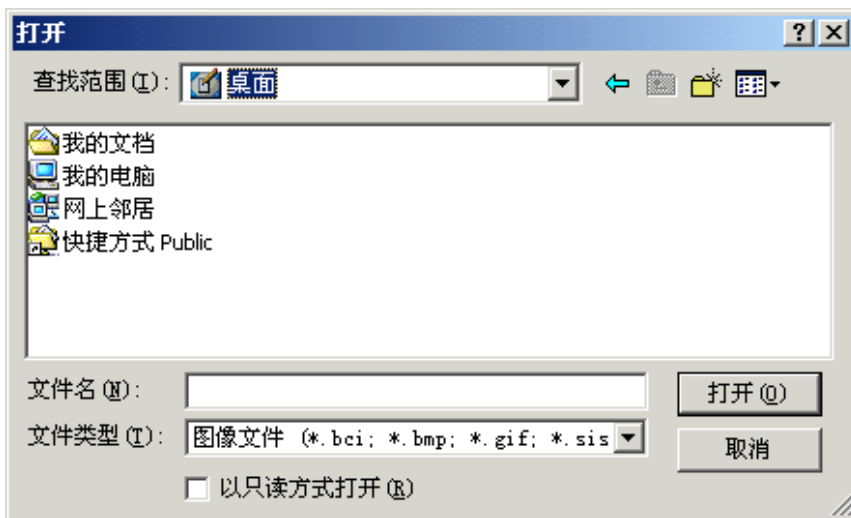 打开
查找范围(I): 桌面
我的文档
我的电脑
网上邻居
快捷方式 Public
文件名(N):
打开(O)
文件类型(T): 图像文件 (*.bci; *.bmp; *.gif; *.sis
取消
以只读方式打开(R)